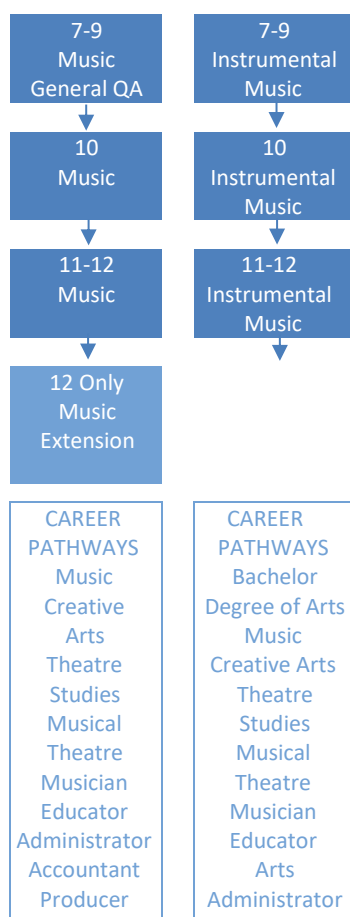 7-9
Music
General QA
10
Music
11-12
Music
12 Only
Music
Extension
CAREER
PATHWAYS
Music
Creative
Arts
Theatre
Studies
Musical
Theatre
Musician
Educator
Administrator
Accountant
Producer
7-9
Instrumental
Music
10
Instrumental
Music
11-12
Instrumental
Music
CAREER
PATHWAYS
Bachelor
Degree of Arts
Music
Creative Arts
Theatre
Studies
Musical
Theatre
Musician
Educator
Arts
Administrator